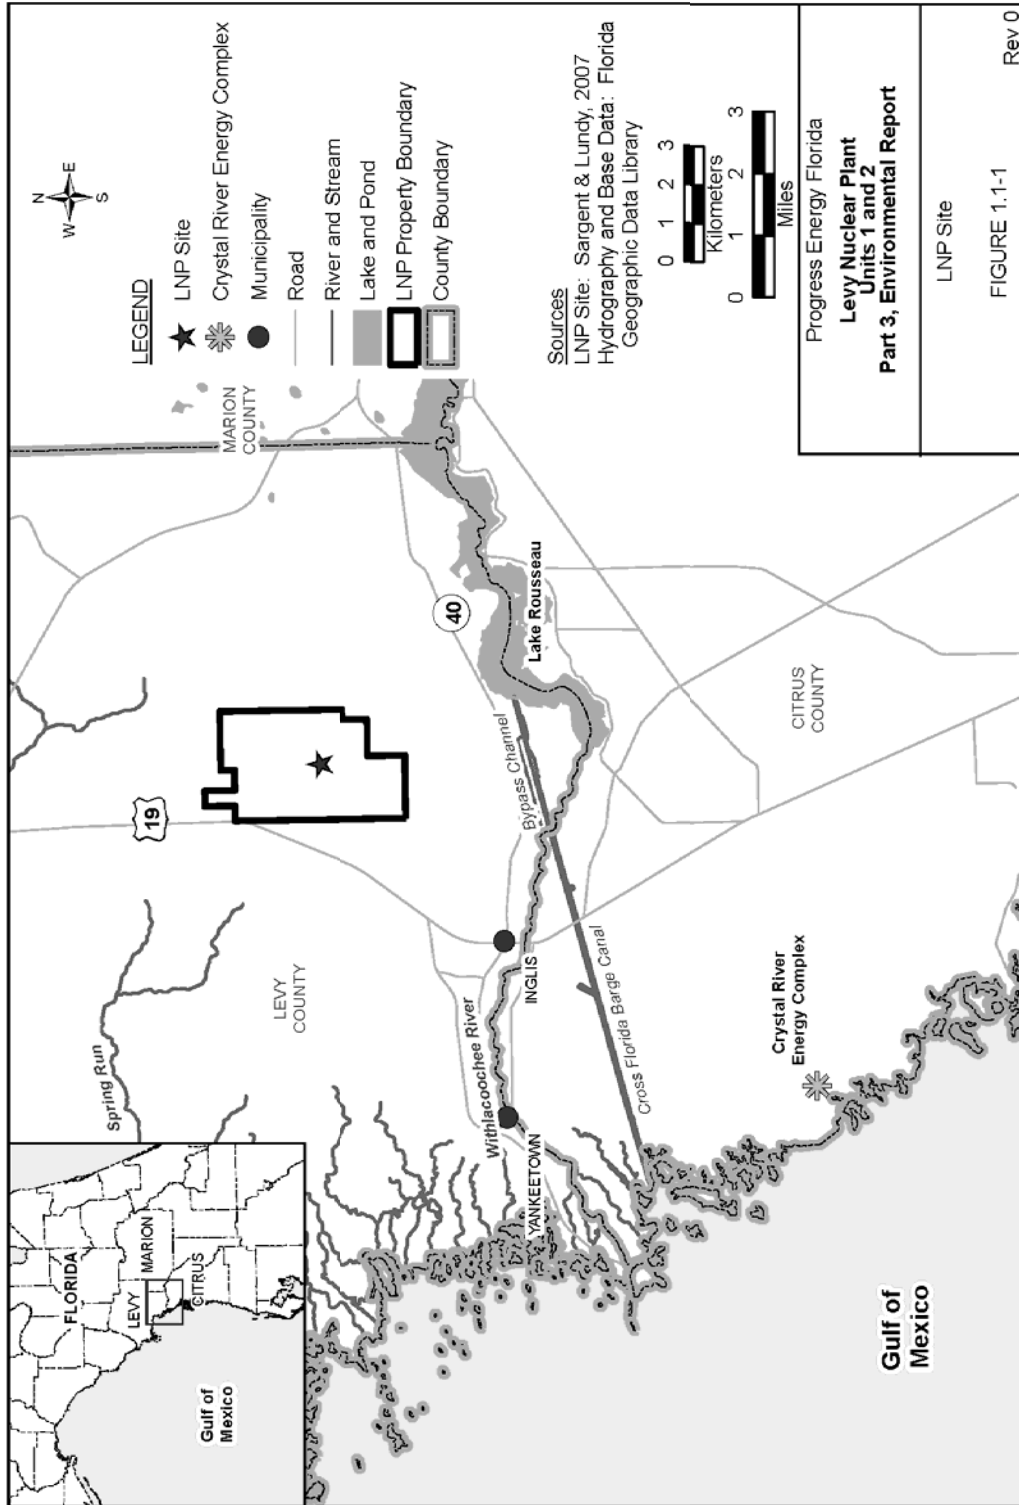 FLORIDA
LEVY
MARION
CITRUS
Gulf of
Mexico
Spring Run
LEVY
COUNTY
19
MARION
COUNTY
40
Withlacoochee River
YANKEETOWN
INGLIS
Bypass Channel
Lake Rousseau
Cross Florida Barge Canal
CITRUS
COUNTY
Crystal River
Energy Complex
Gulf of
Mexico
N
W
E
S
LEGEND
LNP Site
Crystal River Energy Complex
Municipality
Road
River and Stream
Lake and Pond
LNP Property Boundary
County Boundary
Sources
LNP Site: Sargent & Lundy, 2007
Hydrography and Base Data: Florida
Geographic Data Library
0 1 2 3
Kilometers
0 1 2 3
Miles
Progress Energy Florida
Levy Nuclear Plant
Units 1 and 2
Part 3, Environmental Report
LNP Site
FIGURE 1.1-1
Rev 0